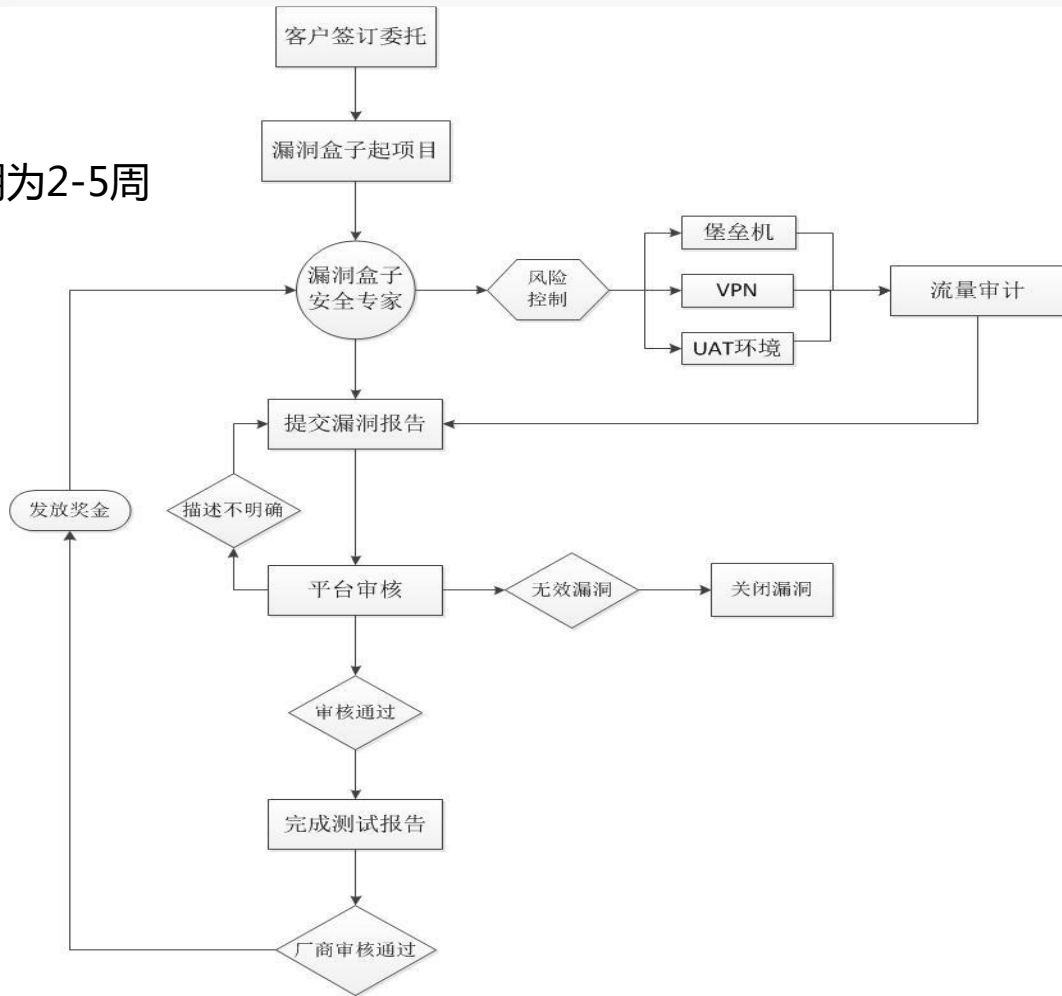 客户签订委托
漏洞盒子起项目
期为2-5周
漏洞盒子
安全专家
风险
控制
堡垒机
VPN
UAT环境
流量审计
提交漏洞报告
发放奖金
描述不明确
平台审核
无效漏洞
关闭漏洞
审核通过
完成测试报告
厂商审核通过